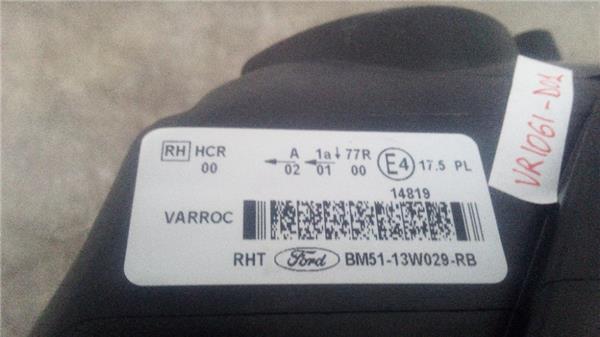 RH HCR A 1a↓77R E4 17.5 PL
00 ←02 ←01 00
14819
VARROC
RHT Ford BM51-13W029-RB
VR1061-D02